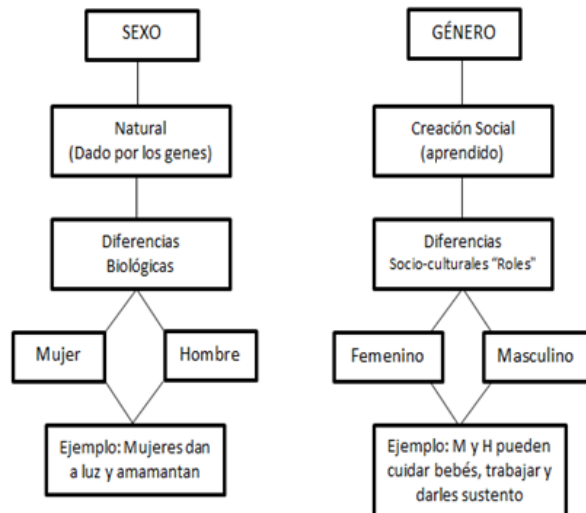 SEXO
Natural
(Dado por los genes)
Diferencias
Biológicas
Mujer
Hombre
Ejemplo: Mujeres dan
a luz y amamantan
GÉNERO
Creación Social
(aprendido)
Diferencias
Socio-culturales "Roles"
Femenino
Masculino
Ejemplo: M y H pueden
cuidar bebés, trabajar y
darles sustento